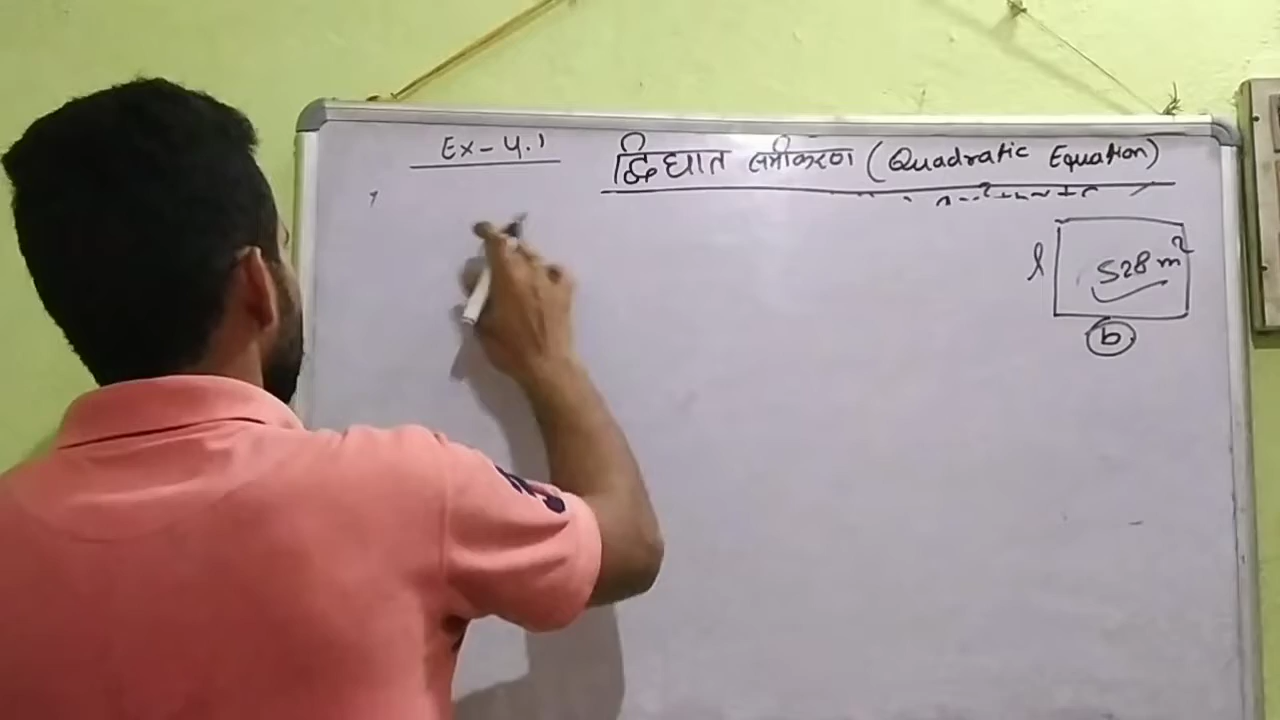 Ex-4.1
द्विघात समीकरण (Quadratic Equation)
l
528 m²
b